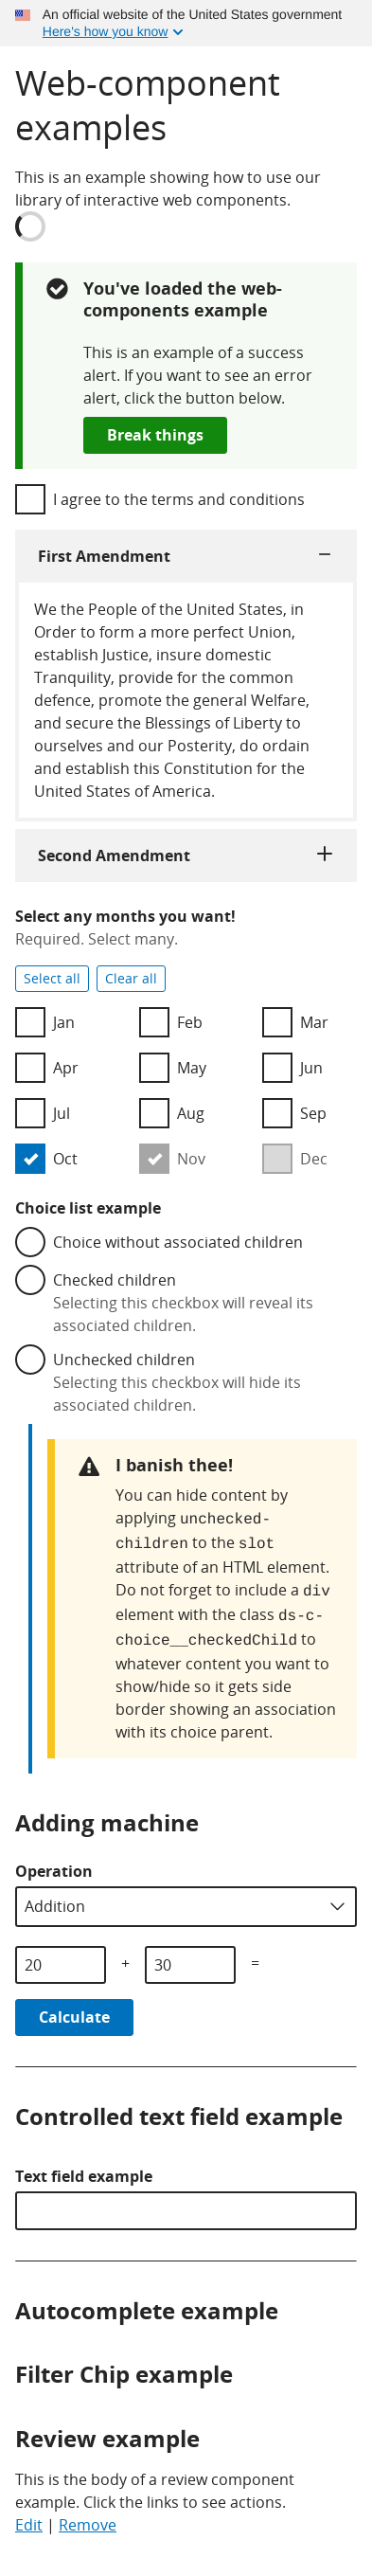 An official website of the United States government
Here's how you know
Web-component
examples
This is an example showing how to use our
library of interactive web components.
You've loaded the web-
components example
This is an example of a success
alert. If you want to see an error
alert, click the button below.
Break things
I agree to the terms and conditions
First Amendment
We the People of the United States, in
Order to form a more perfect Union,
establish Justice, insure domestic
Tranquility, provide for the common
defence, promote the general Welfare,
and secure the Blessings of Liberty to
ourselves and our Posterity, do ordain
and establish this Constitution for the
United States of America.
Second Amendment
Select any months you want!
Required. Select many.
Select all Clear all
Jan Feb Mar
Apr May Jun
Jul Aug Sep
Oct Nov Dec
Choice list example
Choice without associated children
Checked children
Selecting this checkbox will reveal its
associated children.
Unchecked children
Selecting this checkbox will hide its
associated children.
I banish thee!
You can hide content by
applying unchecked-
children to the slot
attribute of an HTML element.
Do not forget to include a div
element with the class ds-c-
choice__checkedChild to
whatever content you want to
show/hide so it gets side
border showing an association
with its choice parent.
Adding machine
Operation
Addition
20 + 30 =
Calculate
Controlled text field example
Text field example
Autocomplete example
Filter Chip example
Review example
This is the body of a review component
example. Click the links to see actions.
Edit | Remove